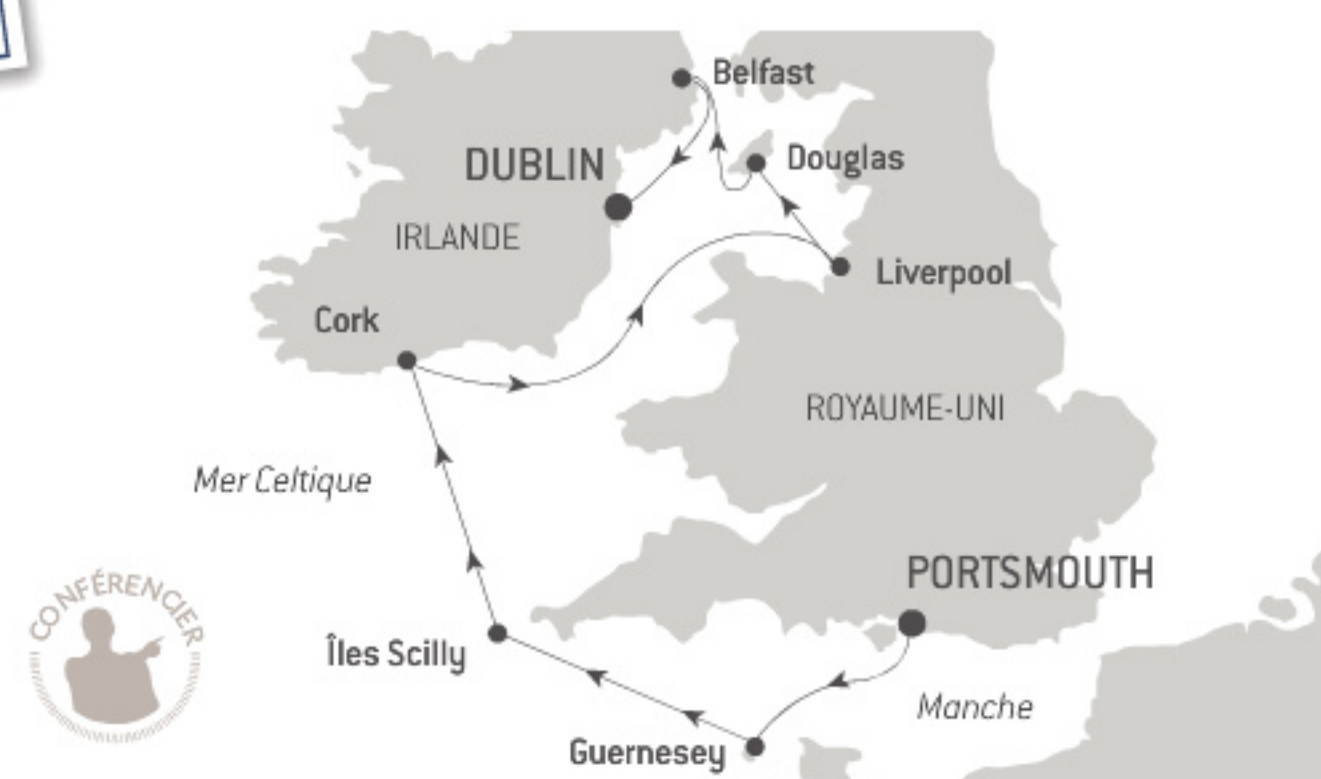 Belfast
DUBLIN
Douglas
IRLANDE
Liverpool
Cork
ROYAUME-UNI
Mer Celtique
PORTSMOUTH
CONFÉRENCIER
Îles Scilly
Manche
Guernesey